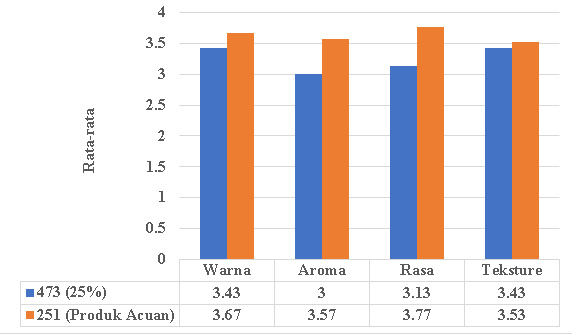 4
3.5
3
2.5
2
1.5
1
0.5
0
Rata-rata
Warna Aroma Rasa Teksture
473 (25%) 3.43 3 3.13 3.43
251 (Produk Acuan) 3.67 3.57 3.77 3.53